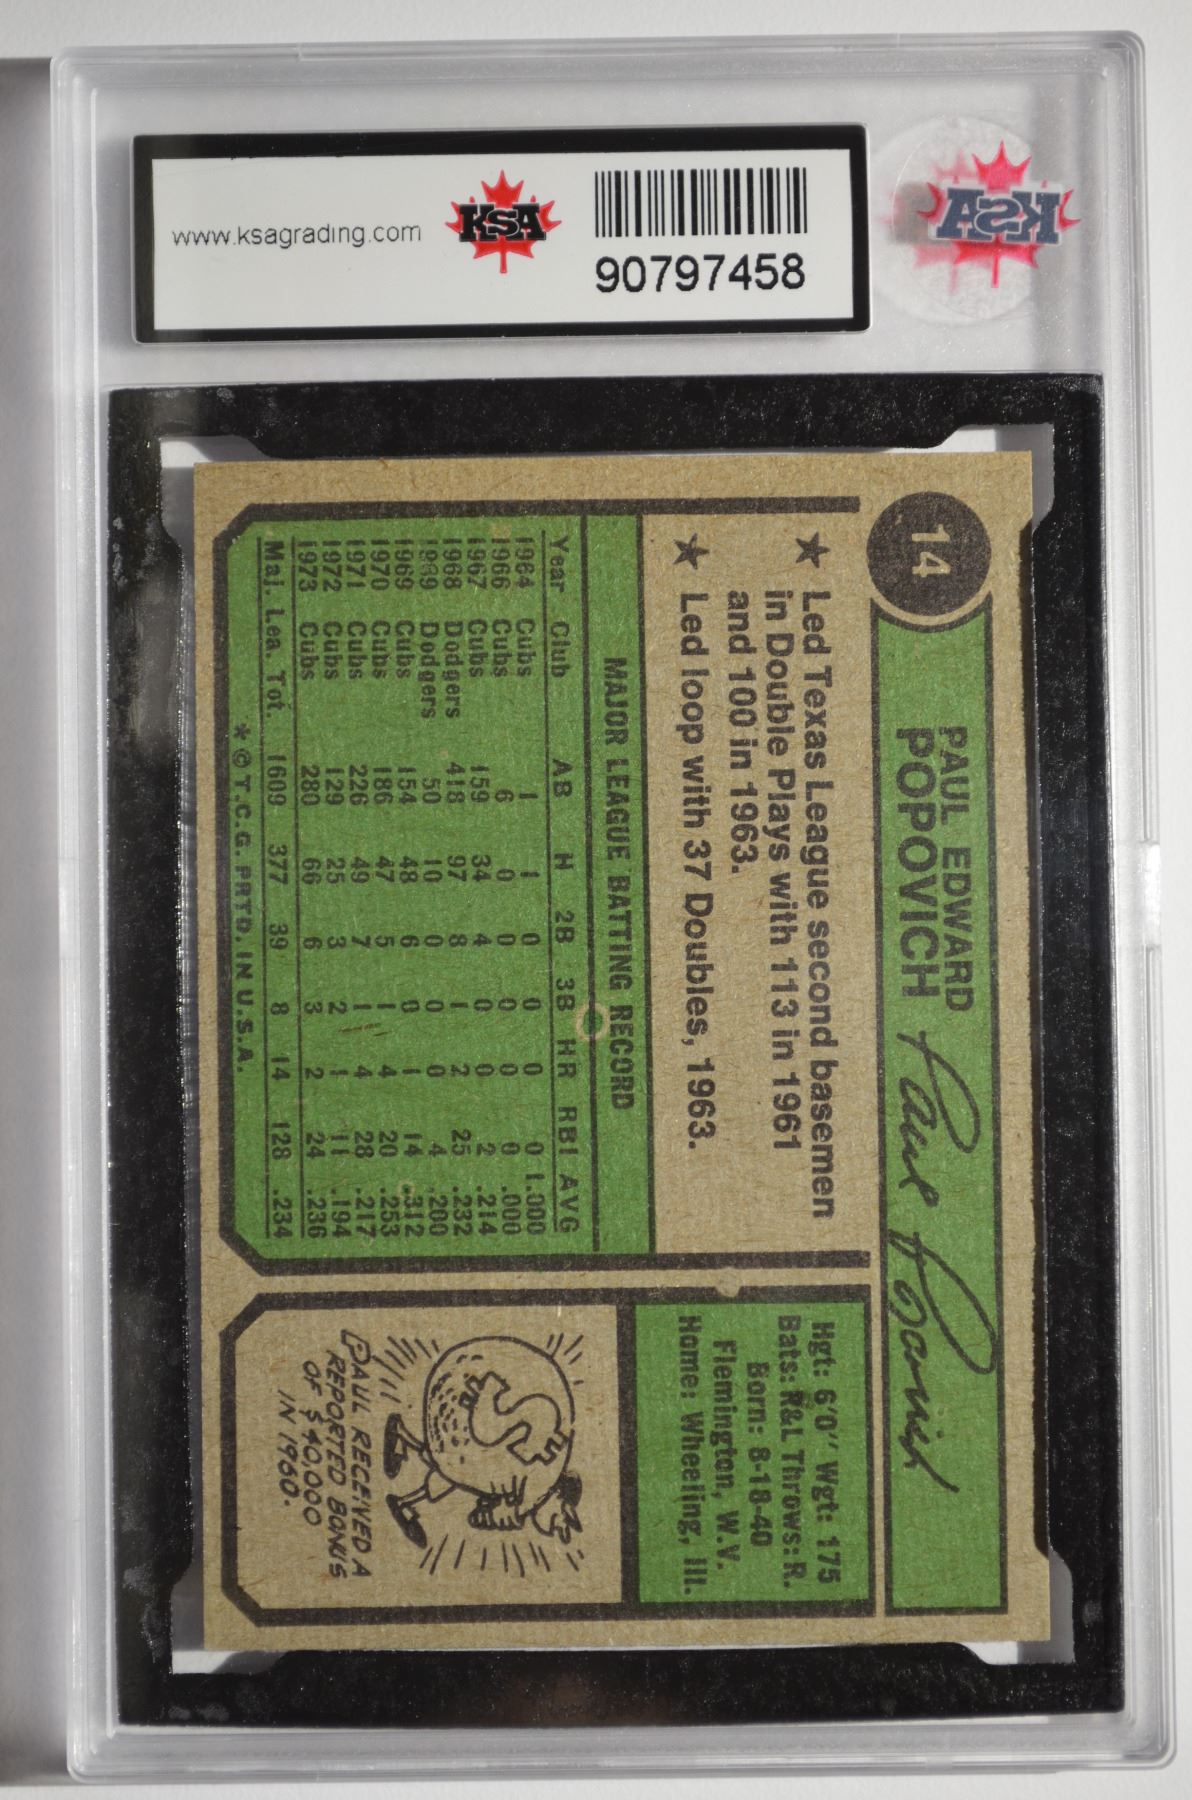 www.ksagrading.com
KSA
90797458
KSA
14
PAUL EDWARD
POPOVICH
Paul Popovich
★ Led Texas League second basemen
in Double Plays with 113 in 1961
and 100 in 1963.
★ Led loop with 37 Doubles, 1963.
MAJOR LEAGUE BATTING RECORD
Year Club AB H 2B 3B HR RBI AVG
1964 Cubs 1 1 0 0 0 0 1.000
1966 Cubs 6 0 0 0 0 0 .000
1967 Cubs 159 34 4 0 0 2 .214
1968 Dodgers 418 97 8 1 2 25 .232
1969 Dodgers 50 10 0 0 0 4 .200
1969 Cubs 154 48 6 0 1 14 .312
1970 Cubs 186 47 5 1 4 20 .253
1971 Cubs 226 49 7 1 4 28 .217
1972 Cubs 129 25 3 2 1 11 .194
1973 Cubs 280 66 6 3 2 24 .236
Maj. Lea. Tot. 1609 377 39 8 14 128 .234
* © T.C.G. PRTD. IN U.S.A.
Hgt: 6'0" Wgt: 175
Bats: R&L Throws: R.
Born: 8-18-40
Flemington, W.V.
Home: Wheeling, Ill.
$
PAUL RECEIVED A
REPORTED BONUS
OF $40,000
IN 1960.